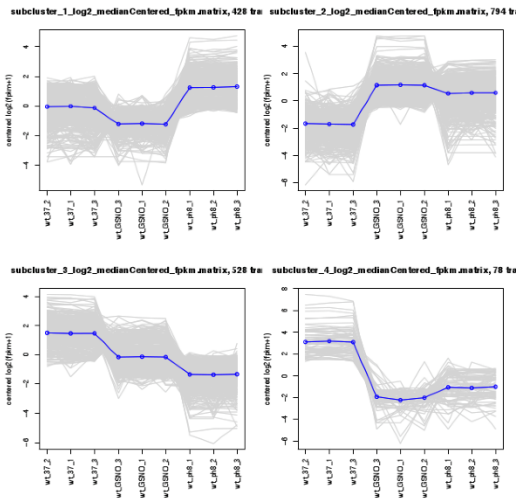 subcluster_1_log2_medianCentered_fpkm.matrix, 428 tra
subcluster_2_log2_medianCentered_fpkm.matrix, 794 trai
centered log2(fpkm+1)
4
2
0
-2
-4
wt_37_2
wt_37_1
wt_37_3
wt_GSNO_3
wt_GSNO_1
wt_GSNO_2
wt_ph8_1
wt_ph8_2
wt_ph8_3
centered log2(fpkm+1)
4
2
0
-2
-4
-6
wt_37_2
wt_37_1
wt_37_3
wt_GSNO_3
wt_GSNO_1
wt_GSNO_2
wt_ph8_1
wt_ph8_2
wt_ph8_3
subcluster_3_log2_medianCentered_fpkm.matrix, 528 trai
subcluster_4_log2_medianCentered_fpkm.matrix, 78 tra
centered log2(fpkm+1)
4
2
0
-2
-4
-6
wt_37_2
wt_37_1
wt_37_3
wt_GSNO_3
wt_GSNO_1
wt_GSNO_2
wt_ph8_1
wt_ph8_2
wt_ph8_3
centered log2(fpkm+1)
8
6
4
2
0
-2
-4
-6
wt_37_2
wt_37_1
wt_37_3
wt_GSNO_3
wt_GSNO_1
wt_GSNO_2
wt_ph8_1
wt_ph8_2
wt_ph8_3